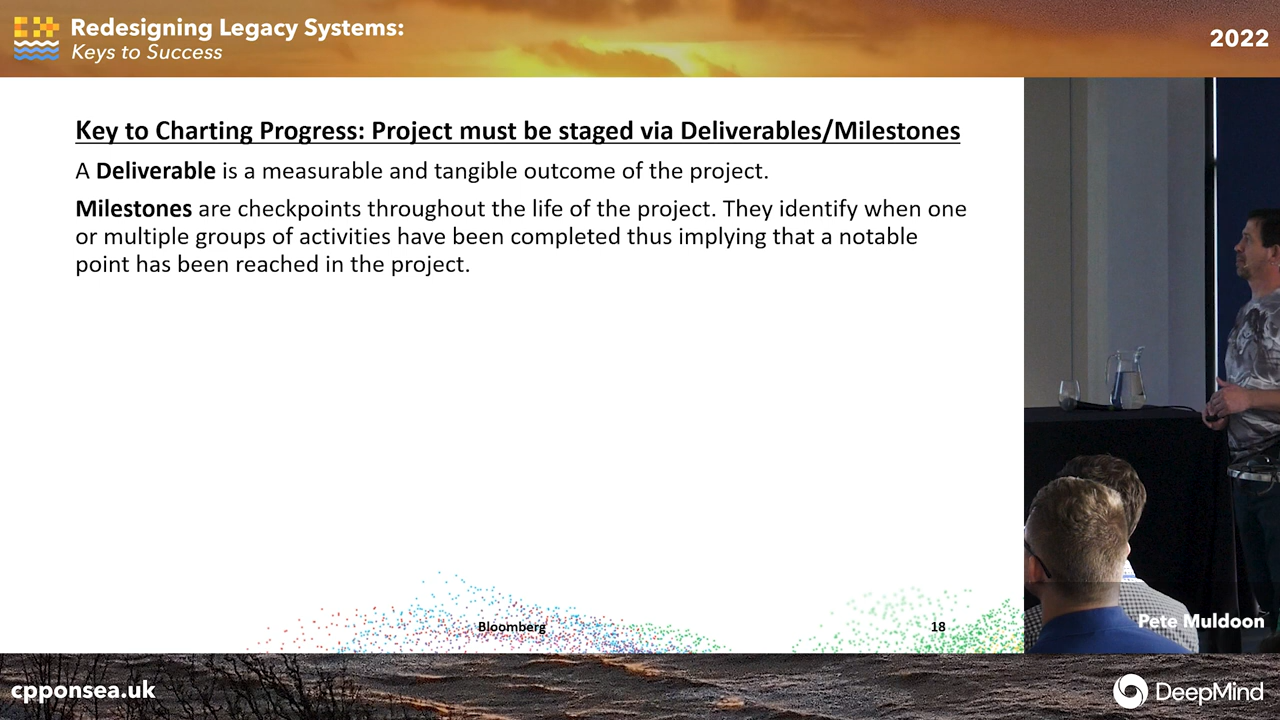 Redesigning Legacy Systems:
Keys to Success
2022
Key to Charting Progress: Project must be staged via Deliverables/Milestones
A Deliverable is a measurable and tangible outcome of the project.
Milestones are checkpoints throughout the life of the project. They identify when one
or multiple groups of activities have been completed thus implying that a notable
point has been reached in the project.
Bloomberg
18
Pete Muldoon
cpponsea.uk
DeepMind